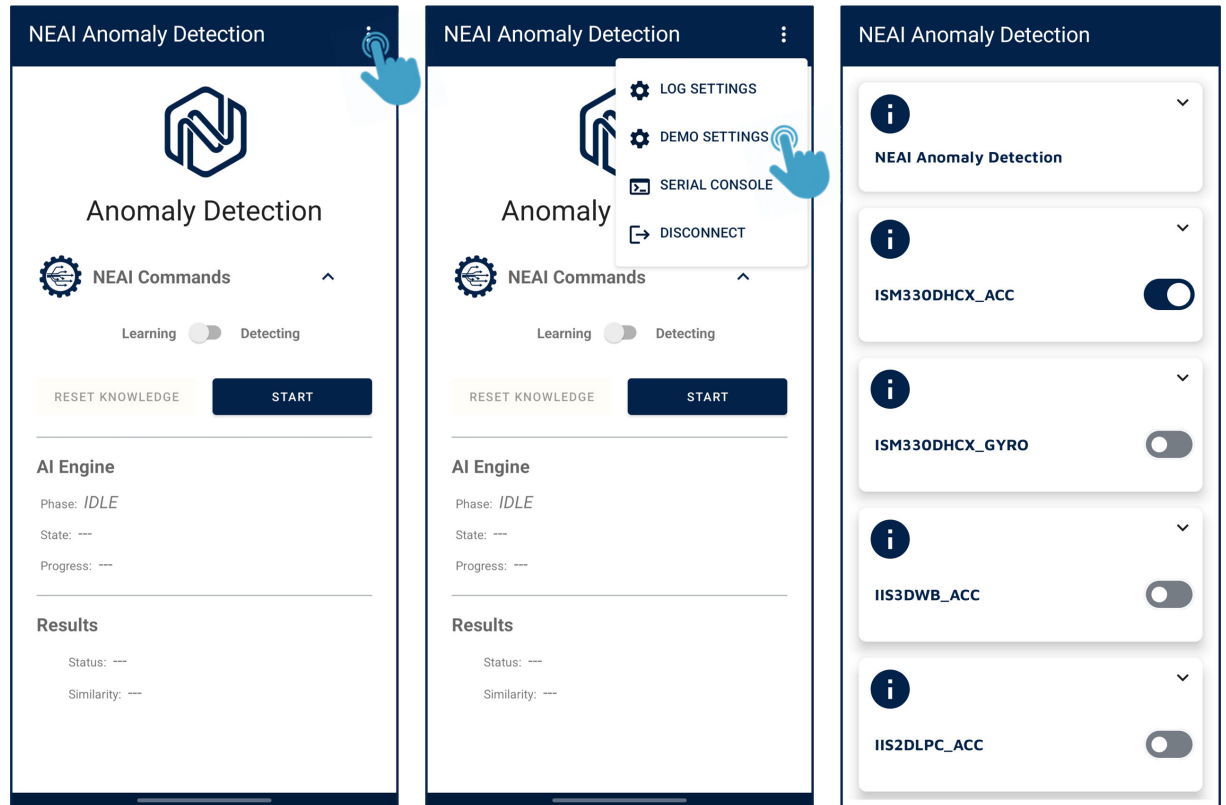 NEAI Anomaly Detection
Anomaly Detection
NEAI Commands
Learning Detecting
RESET KNOWLEDGE START
AI Engine
Phase: IDLE
State: ---
Progress: ---
Results
Status: ---
Similarity: ---
NEAI Anomaly Detection
LOG SETTINGS
DEMO SETTINGS
SERIAL CONSOLE
DISCONNECT
Anomaly
NEAI Commands
Learning Detecting
RESET KNOWLEDGE START
AI Engine
Phase: IDLE
State: ---
Progress: ---
Results
Status: ---
Similarity: ---
NEAI Anomaly Detection
NEAI Anomaly Detection
ISM330DHCX_ACC
ISM330DHCX_GYRO
IIS3DWB_ACC
IIS2DLPC_ACC